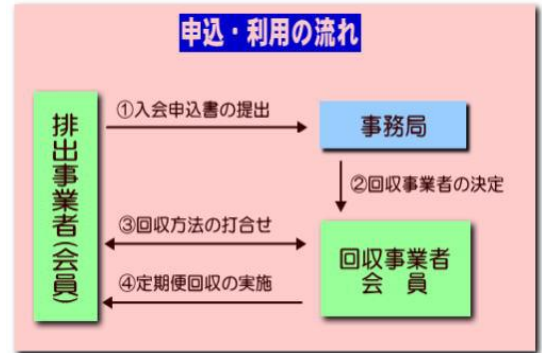 申込・利用の流れ
排出事業者(会員)
①入会申込書の提出
事務局
②回収事業者の決定
③回収方法の打合せ
回収事業者
会員
④定期便回収の実施